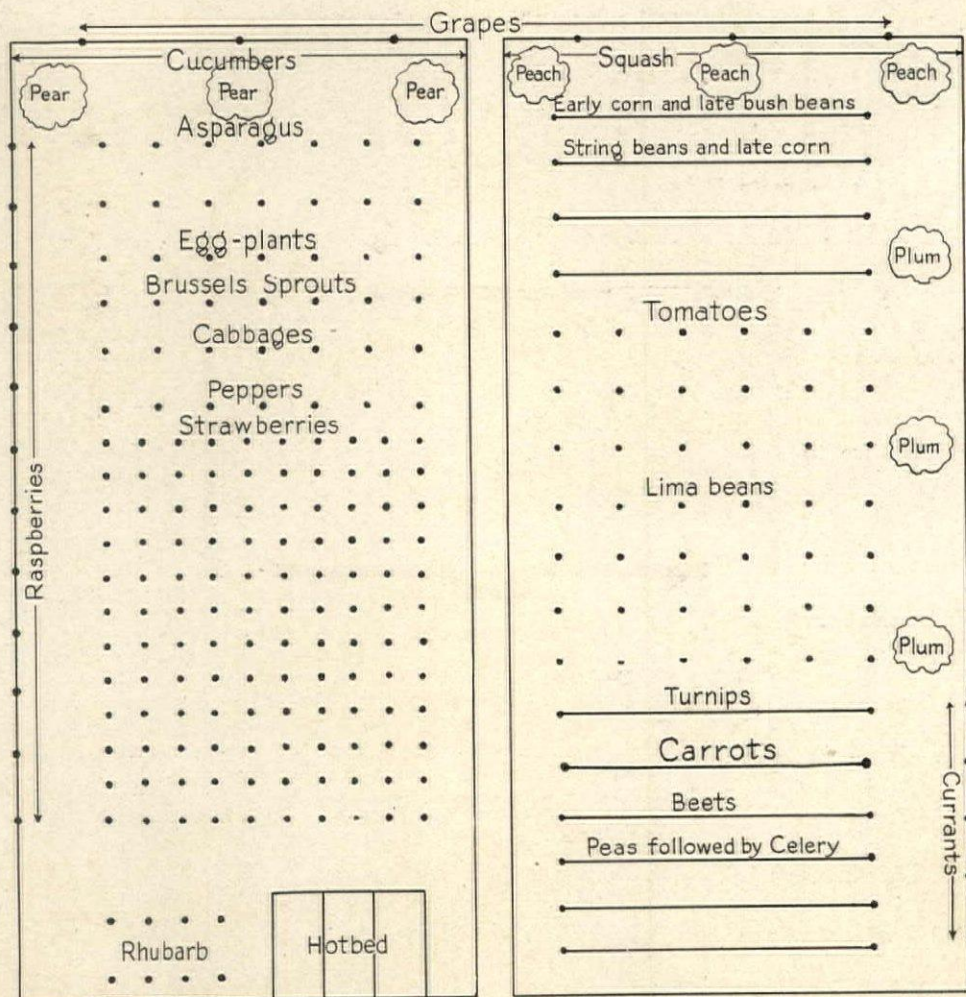 Grapes
Cucumbers
Pear
Pear
Pear
Asparagus
Egg-plants
Brussels Sprouts
Cabbages
Peppers
Strawberries
Raspberries
Rhubarb
Hotbed
Squash
Peach
Peach
Peach
Early corn and late bush beans
String beans and late corn
Plum
Tomatoes
Plum
Lima beans
Plum
Turnips
Carrots
Beets
Peas followed by Celery
Currants